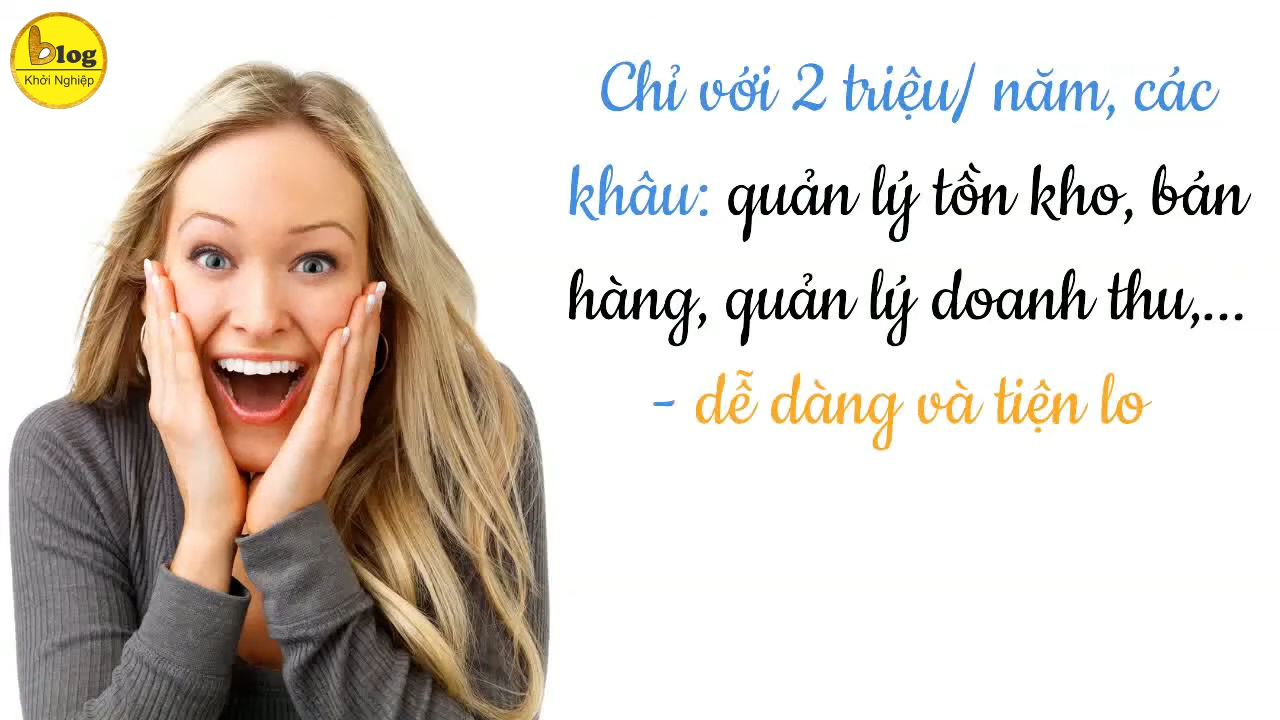 blog
Khởi Nghiệp
Chỉ với 2 triệu/ năm, các
khâu: quản lý tồn kho, bán
hàng, quản lý doanh thu,...
- dễ dàng và tiện lo